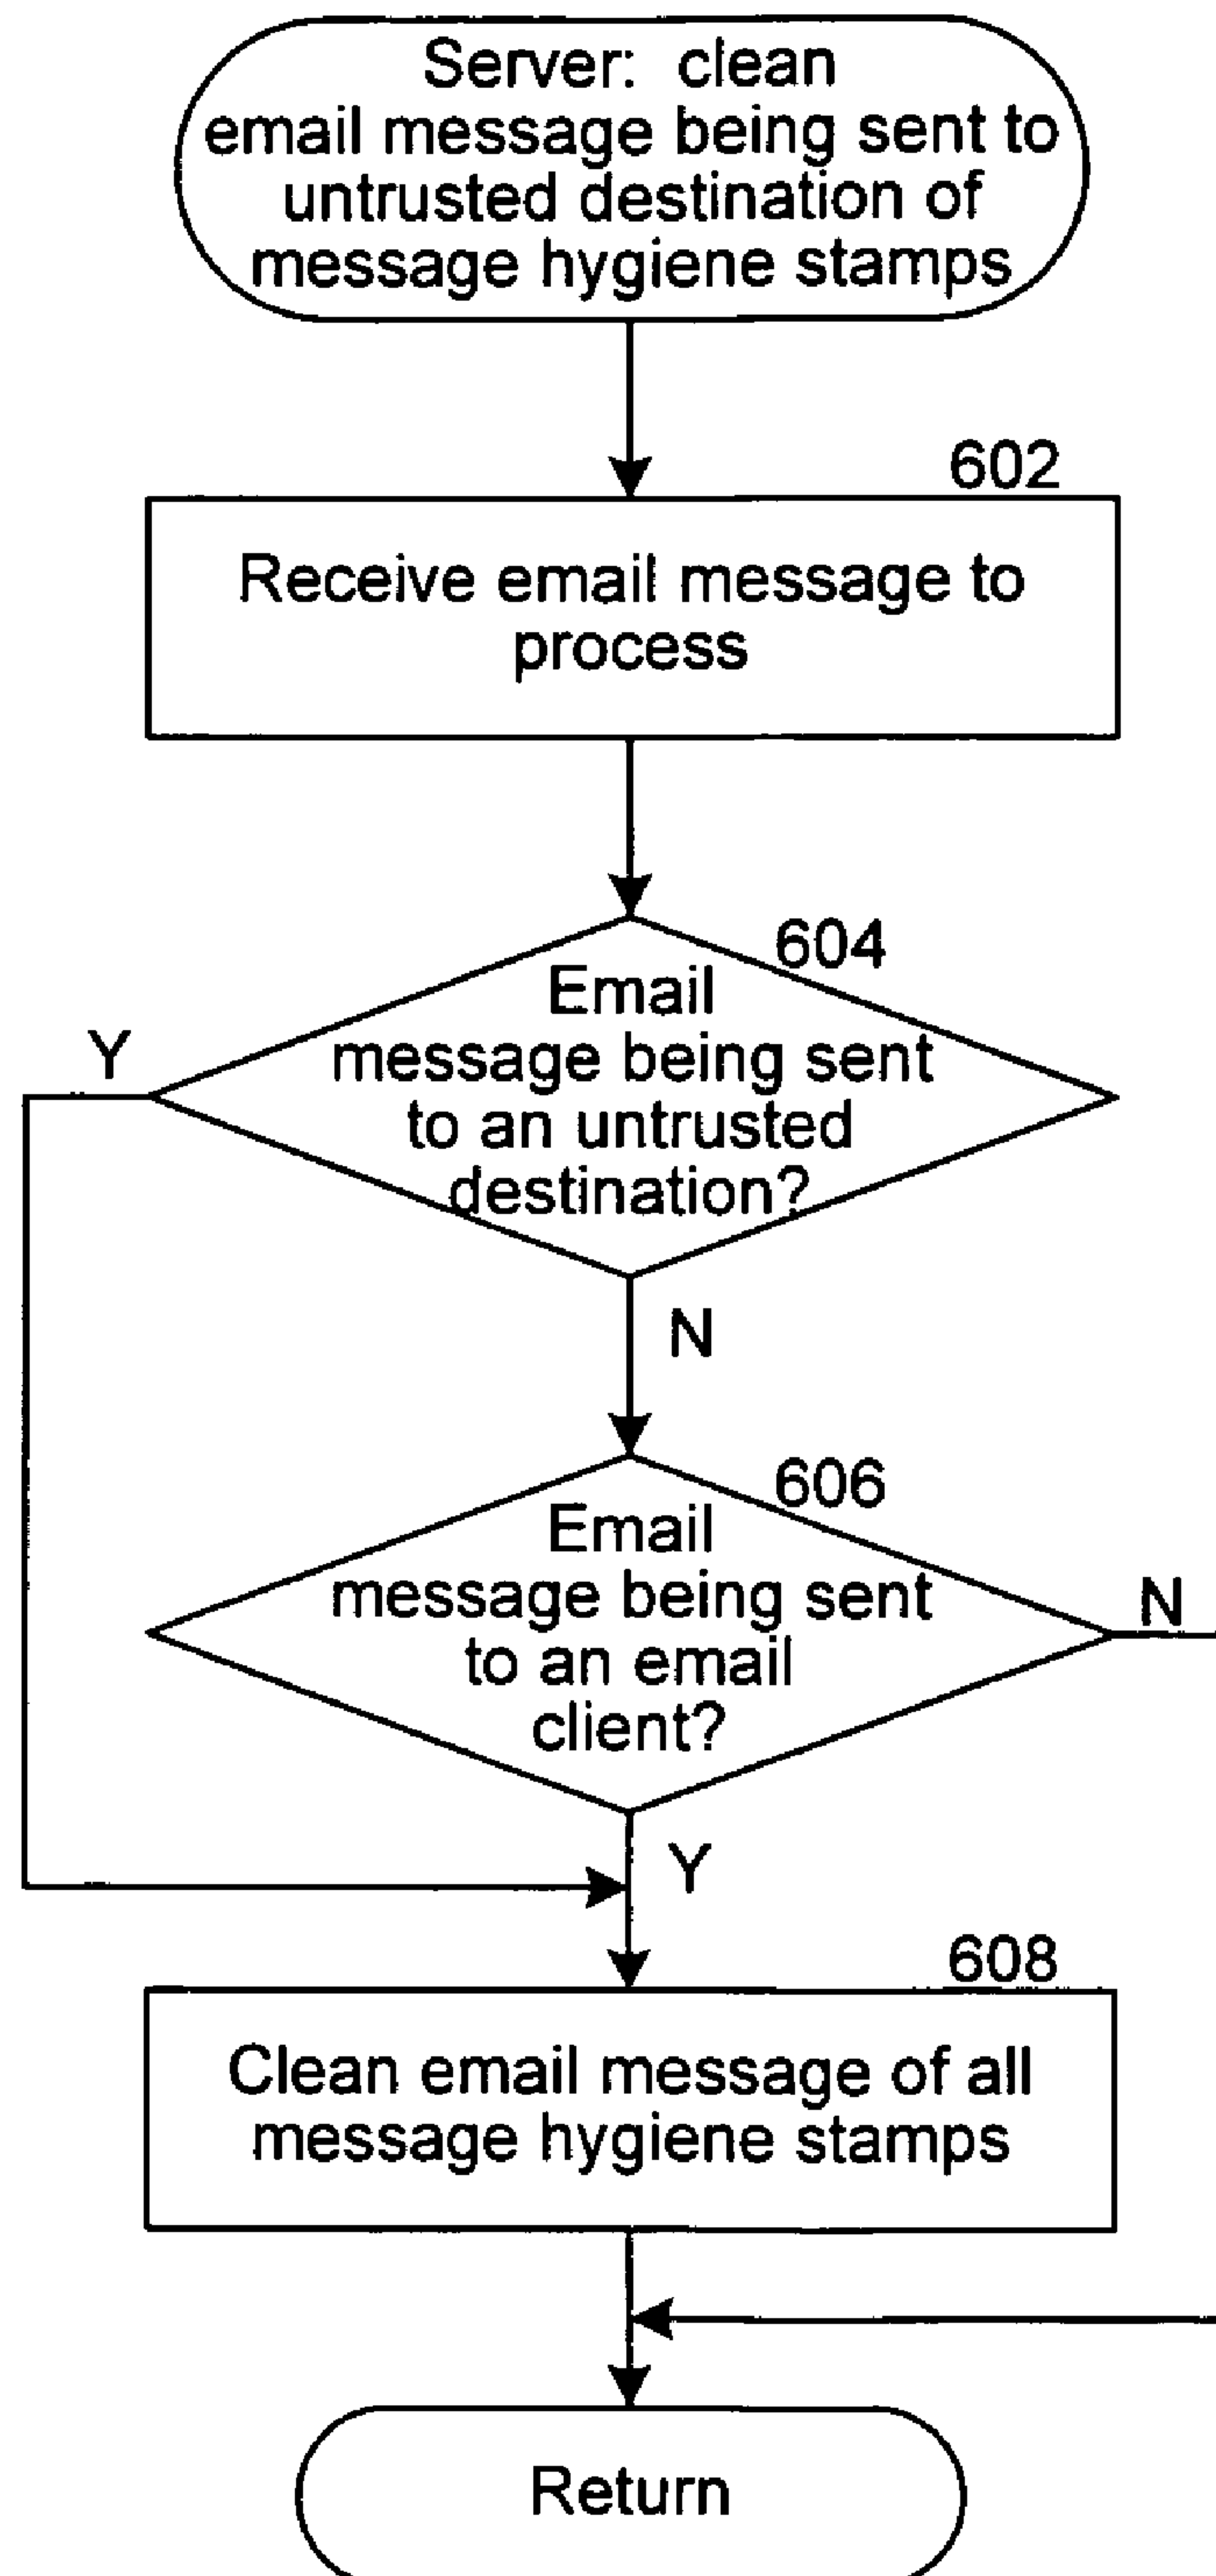 Server: clean
email message being sent to
untrusted destination of
message hygiene stamps
602
Receive email message to
process
604
Email
message being sent
to an untrusted
destination?
Y
N
606
Email
message being sent
to an email
client?
N
Y
608
Clean email message of all
message hygiene stamps
Return